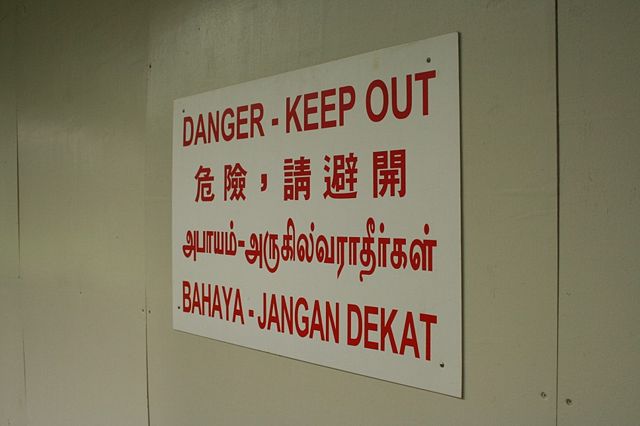 DANGER - KEEP OUT
危險，請避開
அபாயம்-அருகில்வராதீர்கள்
BAHAYA - JANGAN DEKAT